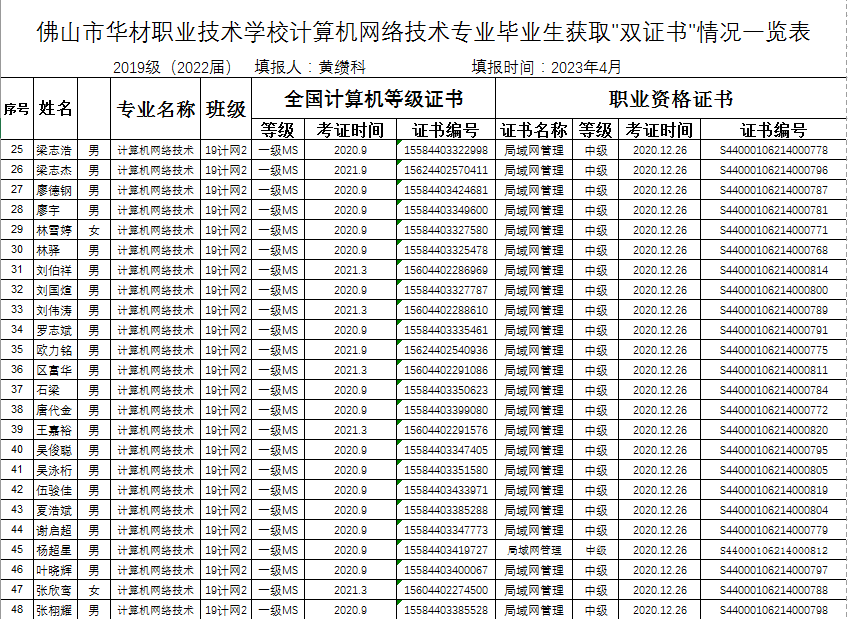 佛山市华材职业技术学校计算机网络技术专业毕业生获取"双证书"情况一览表
2019级（2022届） 填报人：黄缵科 填报时间：2023年4月
序号 姓名 专业名称 班级 全国计算机等级证书 职业资格证书
等级 考证时间 证书编号 证书名称 等级 考证时间 证书编号
25 梁志浩 男 计算机网络技术 19计网2 一级MS 2020.9 15584403322998 局域网管理 中级 2020.12.26 S44000106214000778
26 梁志杰 男 计算机网络技术 19计网2 一级MS 2021.9 15624402570411 局域网管理 中级 2020.12.26 S44000106214000796
27 廖德钢 男 计算机网络技术 19计网2 一级MS 2020.9 15584403424681 局域网管理 中级 2020.12.26 S44000106214000787
28 廖宇 男 计算机网络技术 19计网2 一级MS 2020.9 15584403349600 局域网管理 中级 2020.12.26 S44000106214000781
29 林雪婷 女 计算机网络技术 19计网2 一级MS 2020.9 15584403327580 局域网管理 中级 2020.12.26 S44000106214000771
30 林驿 男 计算机网络技术 19计网2 一级MS 2020.9 15584403325478 局域网管理 中级 2020.12.26 S44000106214000768
31 刘伯祥 男 计算机网络技术 19计网2 一级MS 2021.3 15604402286969 局域网管理 中级 2020.12.26 S44000106214000814
32 刘国煊 男 计算机网络技术 19计网2 一级MS 2020.9 15584403327787 局域网管理 中级 2020.12.26 S44000106214000800
33 刘伟涛 男 计算机网络技术 19计网2 一级MS 2021.3 15604402288610 局域网管理 中级 2020.12.26 S44000106214000789
34 罗志斌 男 计算机网络技术 19计网2 一级MS 2020.9 15584403335461 局域网管理 中级 2020.12.26 S44000106214000791
35 欧力铭 男 计算机网络技术 19计网2 一级MS 2021.9 15624402540936 局域网管理 中级 2020.12.26 S44000106214000775
36 区富华 男 计算机网络技术 19计网2 一级MS 2021.3 15604402291086 局域网管理 中级 2020.12.26 S44000106214000811
37 石梁 男 计算机网络技术 19计网2 一级MS 2020.9 15584403350623 局域网管理 中级 2020.12.26 S44000106214000784
38 唐代金 男 计算机网络技术 19计网2 一级MS 2020.9 15584403399080 局域网管理 中级 2020.12.26 S44000106214000772
39 王嘉裕 男 计算机网络技术 19计网2 一级MS 2021.3 15604402291576 局域网管理 中级 2020.12.26 S44000106214000820
40 吴俊聪 男 计算机网络技术 19计网2 一级MS 2020.9 15584403347405 局域网管理 中级 2020.12.26 S44000106214000795
41 吴泳桁 男 计算机网络技术 19计网2 一级MS 2020.9 15584403351580 局域网管理 中级 2020.12.26 S44000106214000805
42 伍骏佳 男 计算机网络技术 19计网2 一级MS 2020.9 15584403433971 局域网管理 中级 2020.12.26 S44000106214000819
43 夏浩斌 男 计算机网络技术 19计网2 一级MS 2020.9 15584403385288 局域网管理 中级 2020.12.26 S44000106214000804
44 谢启超 男 计算机网络技术 19计网2 一级MS 2020.9 15584403347773 局域网管理 中级 2020.12.26 S44000106214000779
45 杨超星 男 计算机网络技术 19计网2 一级MS 2020.9 15584403419727 局域网管理 中级 2020.12.26 S44000106214000812
46 叶晓辉 男 计算机网络技术 19计网2 一级MS 2020.9 15584403400067 局域网管理 中级 2020.12.26 S44000106214000797
47 张欣鸾 女 计算机网络技术 19计网2 一级MS 2021.3 15604402274500 局域网管理 中级 2020.12.26 S44000106214000788
48 张栩耀 男 计算机网络技术 19计网2 一级MS 2020.9 15584403385528 局域网管理 中级 2020.12.26 S44000106214000798